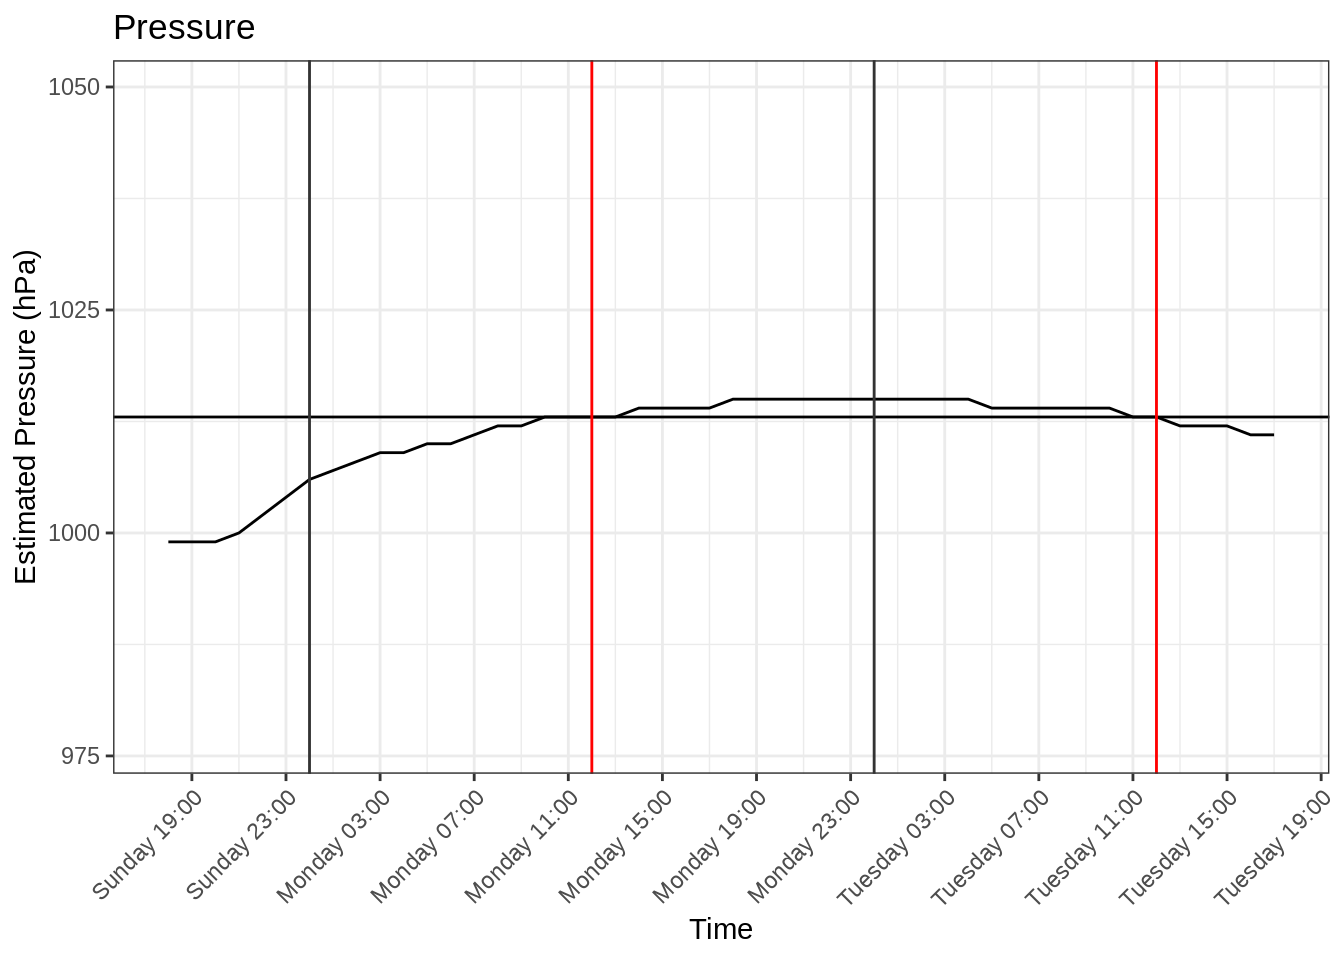 Pressure
Estimated Pressure (hPa)
1050
1025
1000
975
Sunday 19:00
Sunday 23:00
Monday 03:00
Monday 07:00
Monday 11:00
Monday 15:00
Monday 19:00
Monday 23:00
Tuesday 03:00
Tuesday 07:00
Tuesday 11:00
Tuesday 15:00
Tuesday 19:00
Time